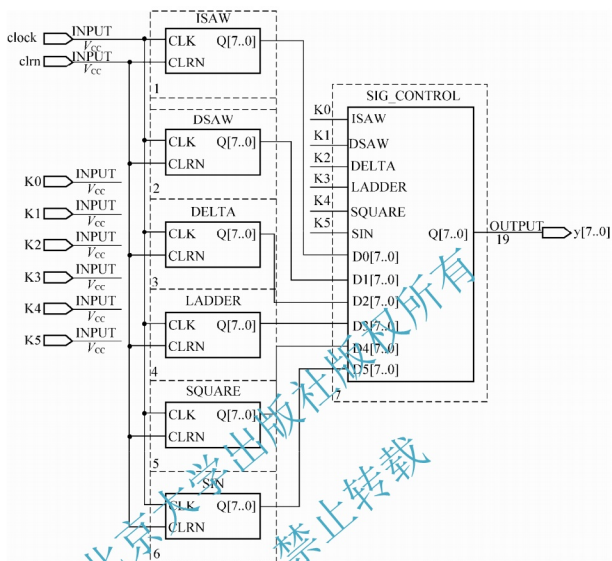 ISAW
clock INPUT
VCC
CLK Q[7..0]
clrn INPUT
VCC
CLRN
1
DSAW
CLK Q[7..0]
CLRN
2
DELTA
CLK Q[7..0]
CLRN
3
LADDER
CLK Q[7..0]
CLRN
4
SQUARE
CLK Q[7..0]
CLRN
5
SIN
CLK Q[7..0]
CLRN
6
K0 INPUT
VCC
K1 INPUT
VCC
K2 INPUT
VCC
K3 INPUT
VCC
K4 INPUT
VCC
K5 INPUT
VCC
SIG_CONTROL
K0 ISAW
K1 DSAW
K2 DELTA
K3 LADDER
K4 SQUARE
K5 SIN
D0[7..0]
D1[7..0]
D2[7..0]
D3[7..0]
D4[7..0]
D5[7..0]
Q[7..0]
7
OUTPUT
19
y[7..0]
北京大学出版社版权所有
禁止转载